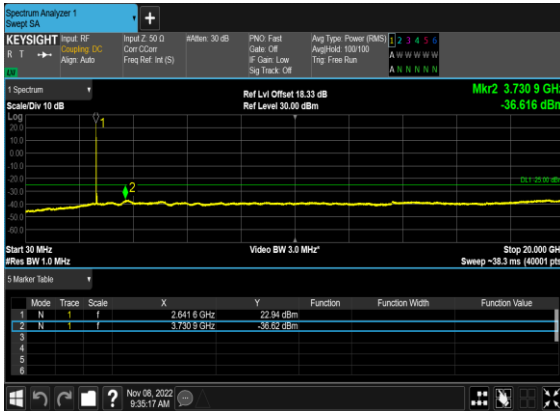 Spectrum Analyzer 1
Swept SA
+
KEYSIGHT Input: RF Input Z: 50 Ω #Atten: 30 dB PNO: Fast Avg Type: Power (RMS) 1 2 3 4 5 6
R T Coupling: DC Corr CCorr Gate: Off Avg|Hold: 100/100 A W W W W W
Align: Auto Freq Ref: Int (S) IF Gain: Low Trig: Free Run
Sig Track: Off A N N N N N
1 Spectrum
Mkr2 3.730 9 GHz
Ref Lvl Offset 18.33 dB
Scale/Div 10 dB Ref Level 30.00 dBm -36.616 dBm
Log
1
20.0
10.0
0.00
-10.0
-20.0
DL1 -25.00 dBm
-30.0
2
-40.0
-50.0
-60.0
Start 30 MHz Video BW 3.0 MHz* Stop 20.000 GHz
#Res BW 1.0 MHz Sweep ~38.3 ms (40001 pts)
5 Marker Table
Mode Trace Scale X Y Function Function Width Function Value
1 N 1 f 2.641 6 GHz 22.94 dBm
2 N 1 f 3.730 9 GHz -36.62 dBm
3
4
5
6
? Nov 08, 2022
9:35:17 AM